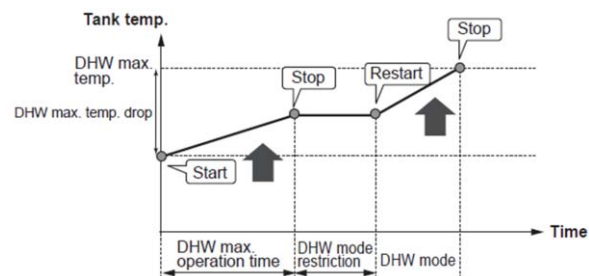 Tank temp.
Stop
DHW max.
temp.
Stop
Restart
DHW max. temp. drop
Start
Time
DHW max.
operation time
DHW mode
restriction
DHW mode